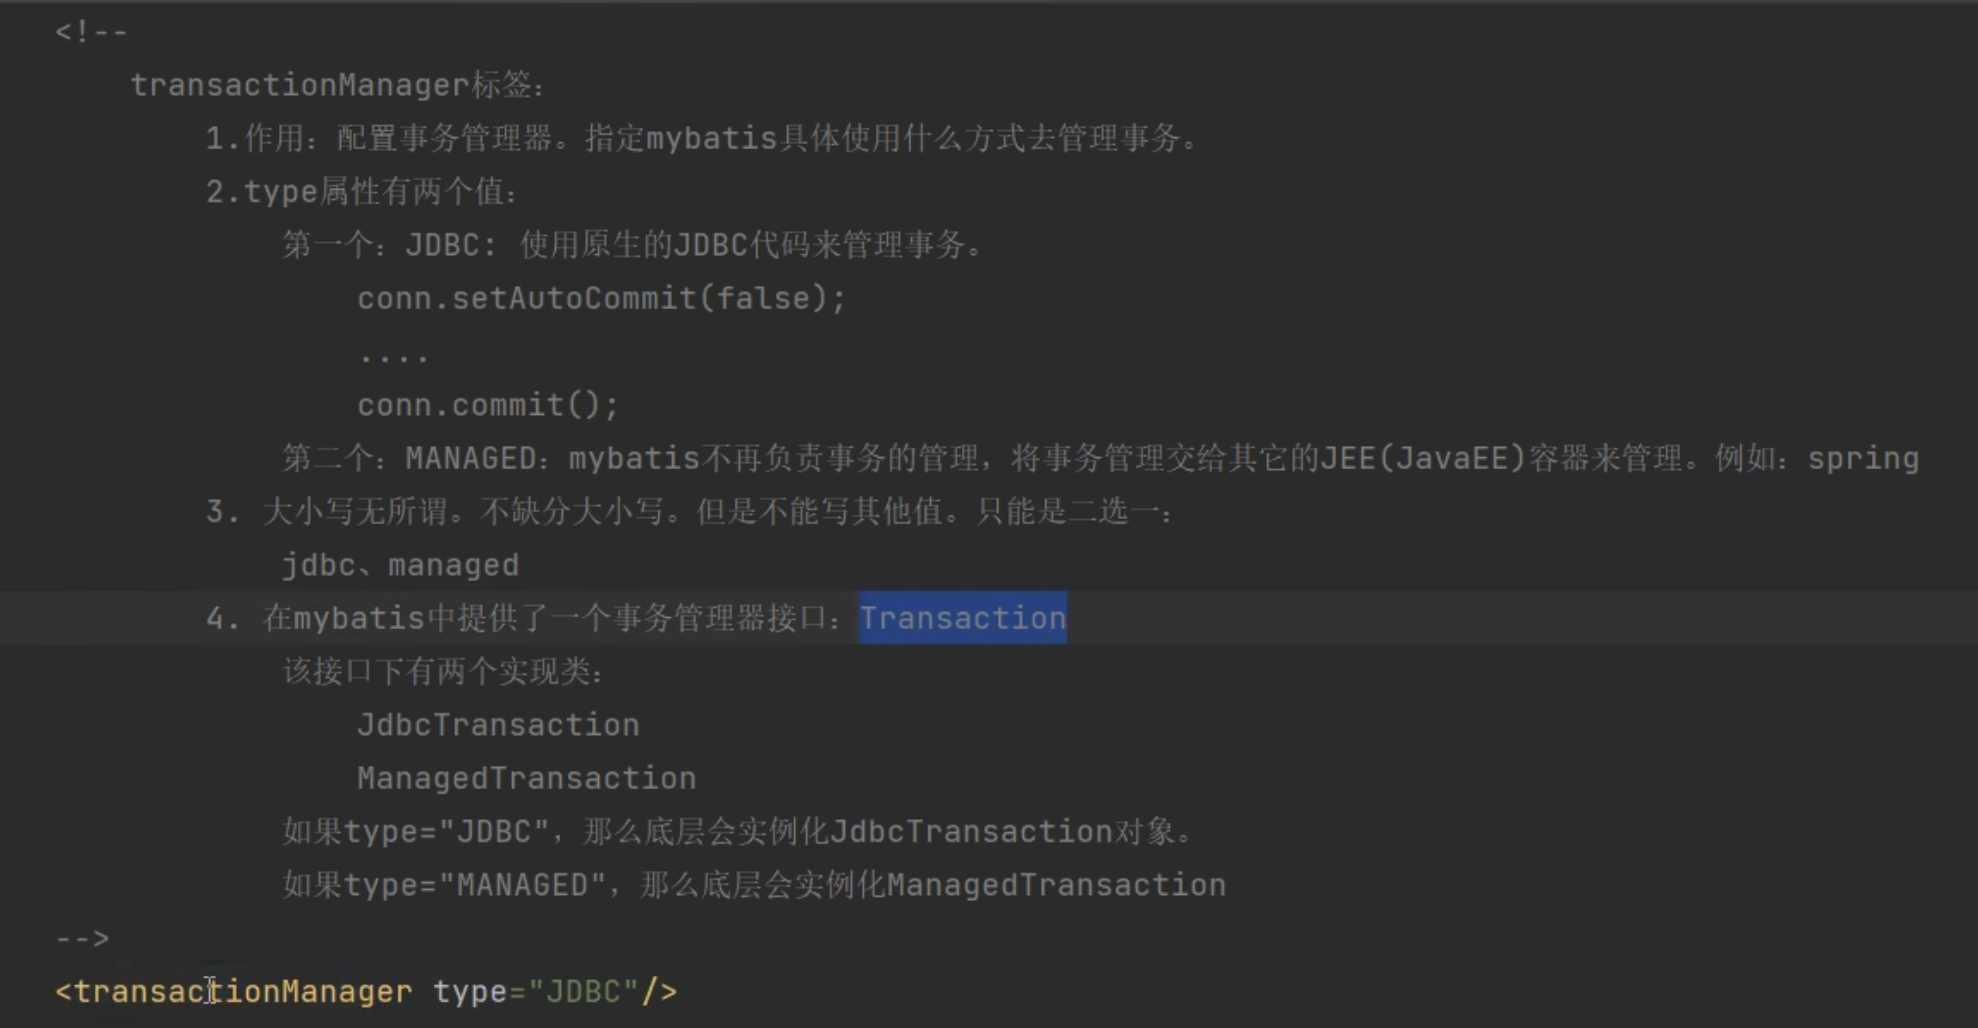 <!--
transactionManager标签：
1.作用：配置事务管理器。指定mybatis具体使用什么方式去管理事务。
2.type属性有两个值：
第一个：JDBC: 使用原生的JDBC代码来管理事务。
conn.setAutoCommit(false);
....
conn.commit();
第二个：MANAGED：mybatis不再负责事务的管理，将事务管理交给其它的JEE(JavaEE)容器来管理。例如：spring
3. 大小写无所谓。不缺分大小写。但是不能写其他值。只能是二选一：
jdbc、managed
4. 在mybatis中提供了一个事务管理器接口：Transaction
该接口下有两个实现类：
JdbcTransaction
ManagedTransaction
如果type="JDBC"，那么底层会实例化JdbcTransaction对象。
如果type="MANAGED"，那么底层会实例化ManagedTransaction
-->
<transactionManager type="JDBC"/>